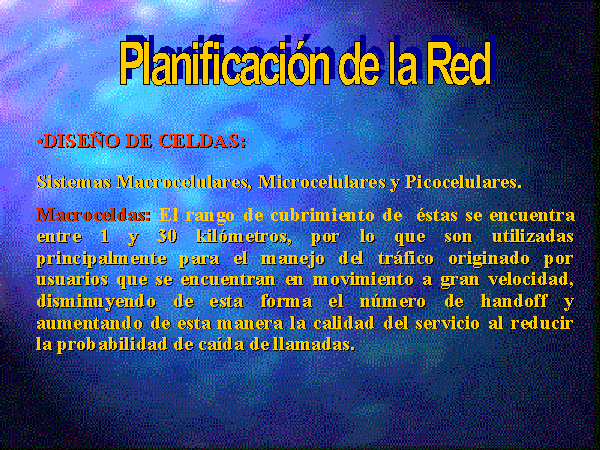 Planificación de la Red
•DISEÑO DE CELDAS:
Sistemas Macrocelulares, Microcelulares y Picocelulares.
Macroceldas: El rango de cubrimiento de éstas se encuentra
entre 1 y 30 kilómetros, por lo que son utilizadas
principalmente para el manejo del tráfico originado por
usuarios que se encuentran en movimiento a gran velocidad,
disminuyendo de esta forma el número de handoff y
aumentando de esta manera la calidad del servicio al reducir
la probabilidad de caída de llamadas.